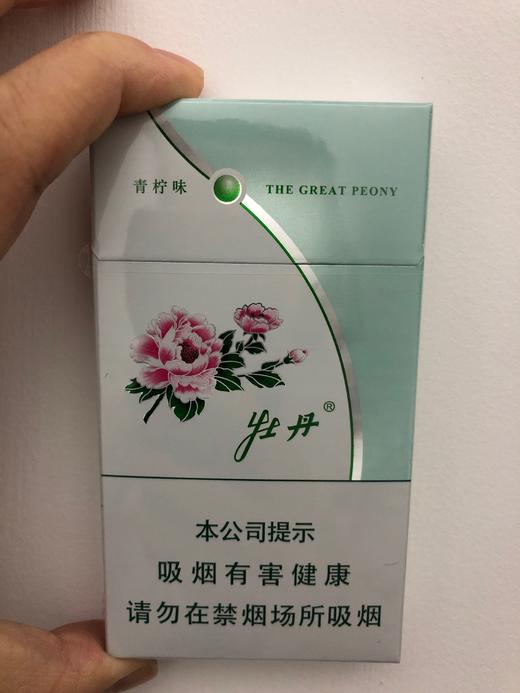 青柠味
THE GREAT PEONY
牡丹®
本公司提示
吸烟有害健康
请勿在禁烟场所吸烟